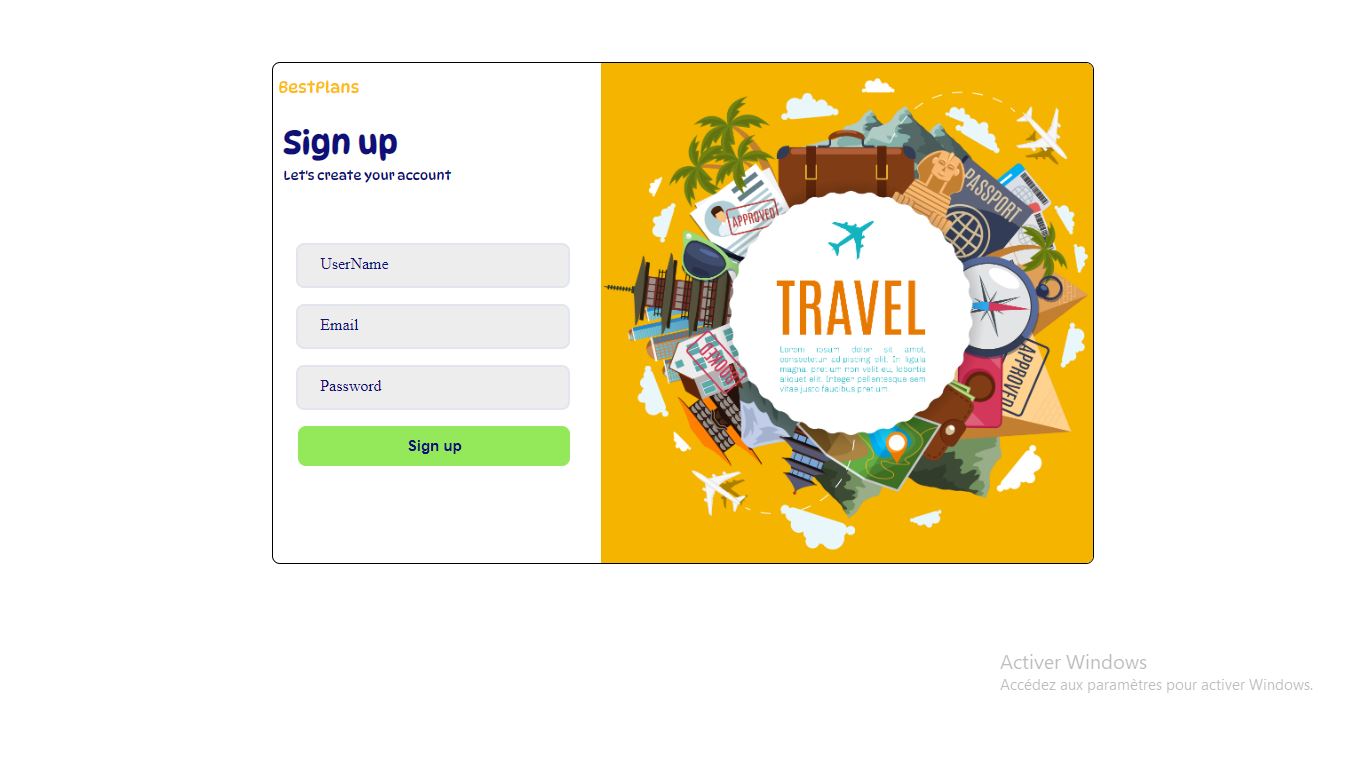 BestPlans
Sign up
Let's create your account
UserName
Email
Password
Sign up
APPROVED
PASSPORT
TRAVEL
Lorem ipsum dolor sit amet,
consectetur adipiscing elit. In ligula
magna, pretium non velit eu, lobortis
aliquet elit. Integer pellentesque sem
vitae justo faucibus pretium
APPROVED
Activer Windows
Accédez aux paramètres pour activer Windows.